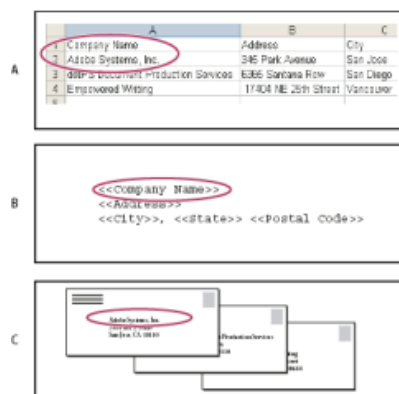 A B C
A
1 Company Name Address City
2 Adobe Systems, Inc. 345 Park Avenue San Jose
3 dotPS Document Production Services 6365 Santana Row San Diego
4 Empowered Writing 17404 NE 25th Street Vancouver
B
<<Company Name>>
<<Address>>
<<City>>, <<State>> <<Postal Code>>
C
Adobe Systems, Inc.
San Jose, CA
Production Services